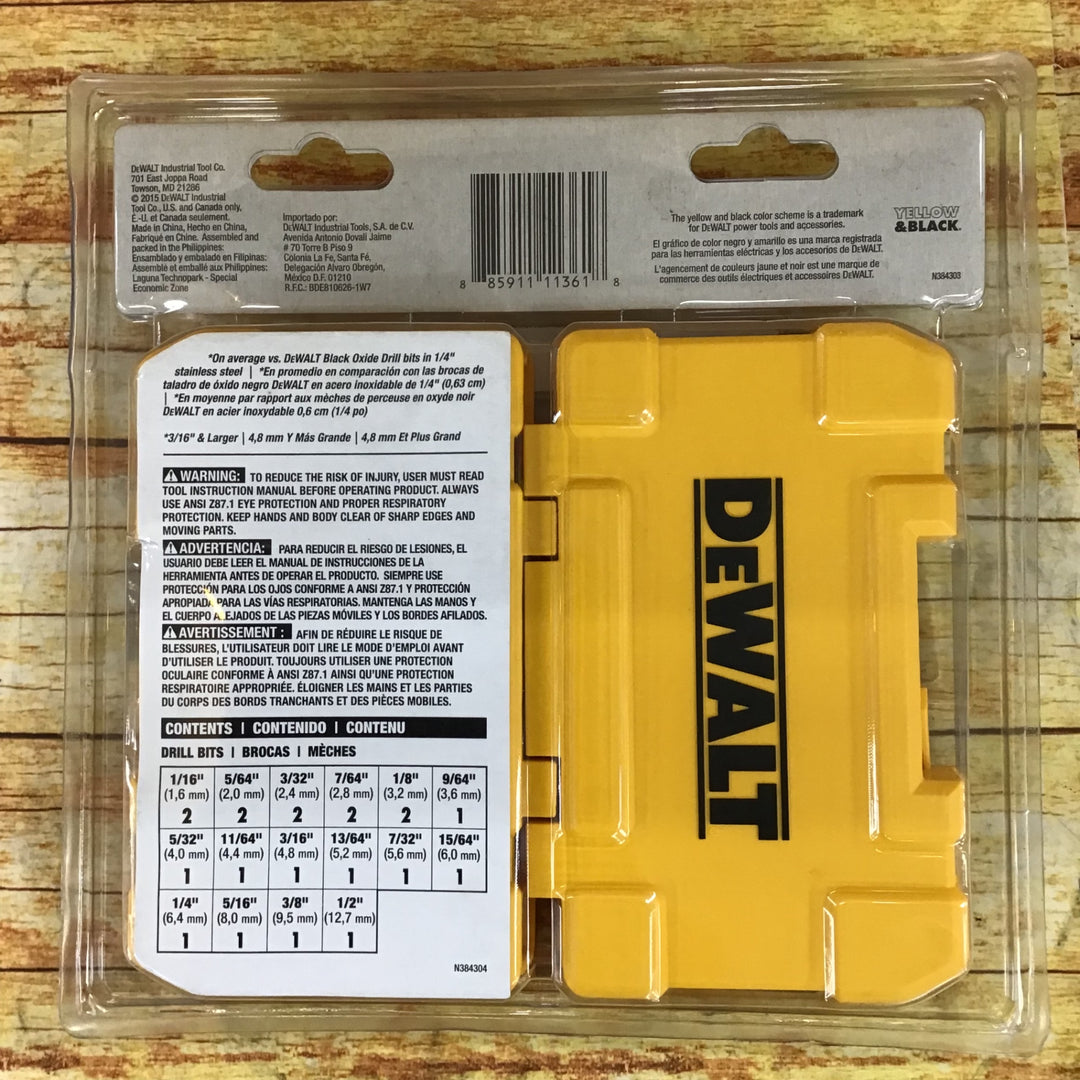 DEWALT Industrial Tool Co.
701 East Joppa Road
Towson, MD 21286
© 2015 DEWALT Industrial
Tool Co., U.S. and Canada only,
É.-U. et Canada seulement.
Made in China, Hecho en China,
Fabriqué en Chine. Assembled and
packed in the Philippines:
Ensamblado y embalado en Filipinas:
Assemble et emballé aux Philippines:
Laguna Technopark - Special
Economic Zone
Importado por:
DEWALT Industrial Tools, S.A. de C.V.
Avenida Antonio Dovali Jaime
# 70 Torre B Piso 9
Colonia La Fe, Santa Fé,
Delegación Alvaro Obregón,
México D.F. 01210
R.F.C.: BDE810626-1W7
8 85911 11361 8
The yellow and black color scheme is a trademark
for DEWALT power tools and accessories.
El gráfico de color negro y amarillo es una marca registrada
para las herramientas eléctricas y los accesorios de DEWALT.
L'agencement de couleurs jaune et noir est une marque de
commerce des outils électriques et accessoires DEWALT.
YELLOW
&BLACK.
N384303
*On average vs. DEWALT Black Oxide Drill bits in 1/4"
stainless steel | *En promedio en comparación con las brocas de
taladro de óxido negro DEWALT en acero inoxidable de 1/4" (0,63 cm)
| *En moyenne par rapport aux mèches de perceuse en oxyde noir
DEWALT en acier inoxydable 0,6 cm (1/4 po)
*3/16" & Larger | 4,8 mm Y Más Grande | 4,8 mm Et Plus Grand
WARNING: TO REDUCE THE RISK OF INJURY, USER MUST READ
TOOL INSTRUCTION MANUAL BEFORE OPERATING PRODUCT. ALWAYS
USE ANSI Z87.1 EYE PROTECTION AND PROPER RESPIRATORY
PROTECTION. KEEP HANDS AND BODY CLEAR OF SHARP EDGES AND
MOVING PARTS.
ADVERTENCIA: PARA REDUCIR EL RIESGO DE LESIONES, EL
USUARIO DEBE LEER EL MANUAL DE INSTRUCCIONES DE LA
HERRAMIENTA ANTES DE OPERAR EL PRODUCTO. SIEMPRE USE
PROTECCIÓN PARA LOS OJOS CONFORME A ANSI Z87.1 Y PROTECCIÓN
APROPIADA PARA LAS VÍAS RESPIRATORIAS. MANTENGA LAS MANOS Y
EL CUERPO ALEJADOS DE LAS PIEZAS MÓVILES Y LOS BORDES AFILADOS.
AVERTISSEMENT : AFIN DE RÉDUIRE LE RISQUE DE
BLESSURES, L'UTILISATEUR DOIT LIRE LE MODE D'EMPLOI AVANT
D'UTILISER LE PRODUIT. TOUJOURS UTILISER UNE PROTECTION
OCULAIRE CONFORME À ANSI Z87.1 AINSI QU'UNE PROTECTION
RESPIRATOIRE APPROPRIÉE. ÉLOIGNER LES MAINS ET LES PARTIES
DU CORPS DES BORDS TRANCHANTS ET DES PIÈCES MOBILES.
CONTENTS | CONTENIDO | CONTENU
DRILL BITS | BROCAS | MÈCHES
1/16" 5/64" 3/32" 7/64" 1/8" 9/64"
(1,6 mm) (2,0 mm) (2,4 mm) (2,8 mm) (3,2 mm) (3,6 mm)
2 2 2 2 2 1
5/32" 11/64" 3/16" 13/64" 7/32" 15/64"
(4,0 mm) (4,4 mm) (4,8 mm) (5,2 mm) (5,6 mm) (6,0 mm)
1 1 1 1 1 1
1/4" 5/16" 3/8" 1/2"
(6,4 mm) (8,0 mm) (9,5 mm) (12,7 mm)
1 1 1 1
N384304
DEWALT